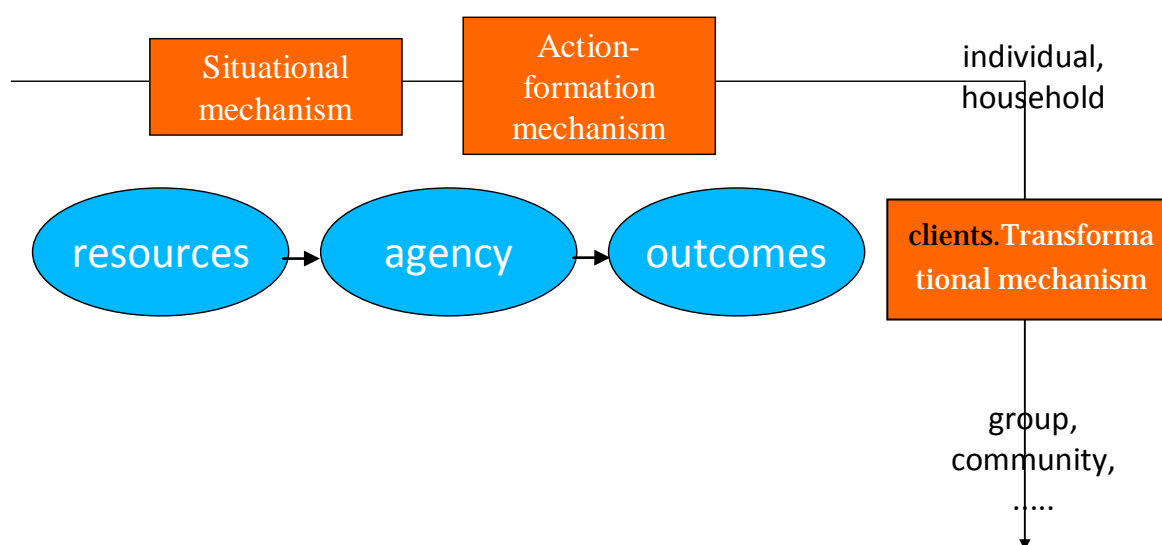 Situational
mechanism
Action-
formation
mechanism
individual,
household
resources
agency
outcomes
clients.Transforma
tional mechanism
group,
community,
.....